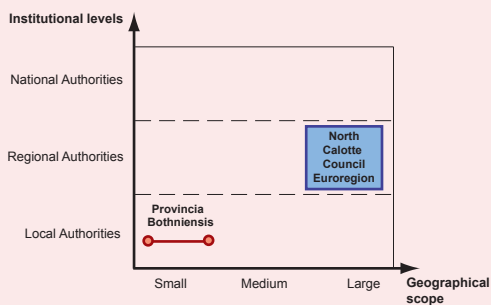 Institutional levels
National Authorities
North
Calotte
Council
Euroregion
Regional Authorities
Provincia
Bothniensis
Local Authorities
Small
Medium
Large
Geographical
scope